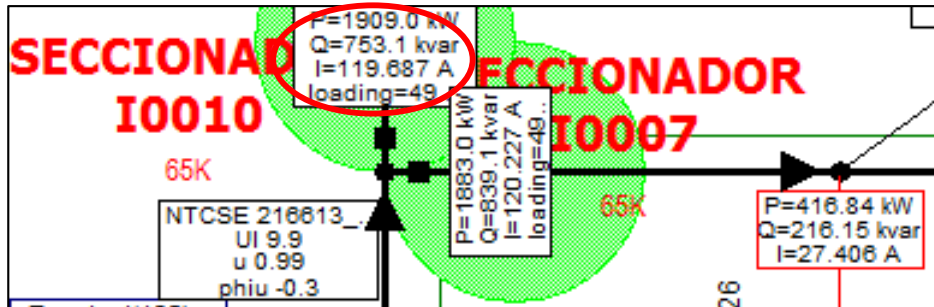 P=1909.0 kW
Q=753.1 kvar
I=119.687 A
loading=49..
SECCIONAD
I0010
ECCIONADOR
I0007
P=1883.0 kW
Q=839.1 kvar
I=120.227 A
loading=49..
65K
65K
NTCSE 216613_..
Ul 9.9
u 0.99
phiu -0.3
P=416.84 kW
Q=216.15 kvar
I=27.406 A
26